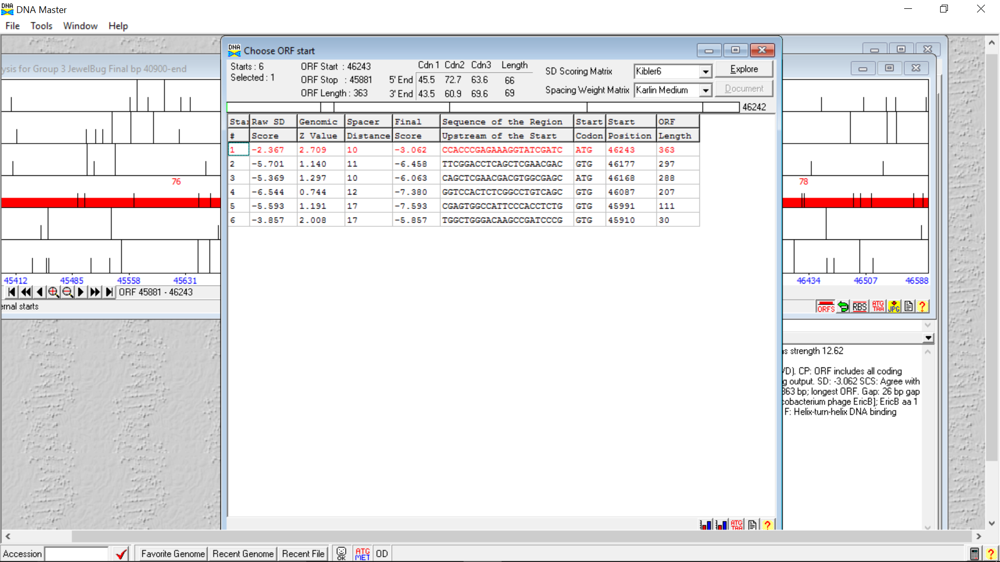 DNA Master
File Tools Window Help
ysis for Group 3 JewelBug Final bp 40900-end
76
45412 45485 45558 45631
ORF 45881 - 46243
ernal starts
DNA Choose ORF start
Starts : 6
Selected : 1
ORF Start : 46243
ORF Stop : 45881
ORF Length : 363
Cdn 1 Cdn2 Cdn3 Length
5' End 45.5 72.7 63.6 66
3' End 43.5 60.9 69.6 69
SD Scoring Matrix Kibler6 Explore
Spacing Weight Matrix Karlin Medium Document
46242
Star Raw SD Genomic Spacer Final Sequence of the Region Start Start ORF
# Score Z Value Distance Score Upstream of the Start Codon Position Length
1 -2.367 2.709 10 -3.062 CCACCCGAGAAAGGTATCGATC ATG 46243 363
2 -5.701 1.140 11 -6.458 TTCGGACCTCAGCTCGAACGAC GTG 46177 297
3 -5.369 1.297 10 -6.063 CAGCTCGAACGACGTGGCGAGC ATG 46168 288
4 -6.544 0.744 12 -7.380 GGTCCACTCTCGGCCTGTCAGC GTG 46087 207
5 -5.593 1.191 17 -7.593 CGAGTGGCCATTCCCACCTCTG GTG 45991 111
6 -3.857 2.008 17 -5.857 TGGCTGGGACAAGCCGATCCCG GTG 45910 30
78
46434 46507 46588
ORFS RBS ATG TAA JPG ?
is strength 12.62
VD). CP: ORF includes all coding
g output. SD: -3.062 SCS: Agree with
363 bp; longest ORF. Gap: 26 bp gap
cobacterium phage EricB]; EricB aa 1
F: Helix-turn-helix DNA binding
ATG TAA ?
Accession Favorite Genome Recent Genome Recent File OK ATG MET OD ?